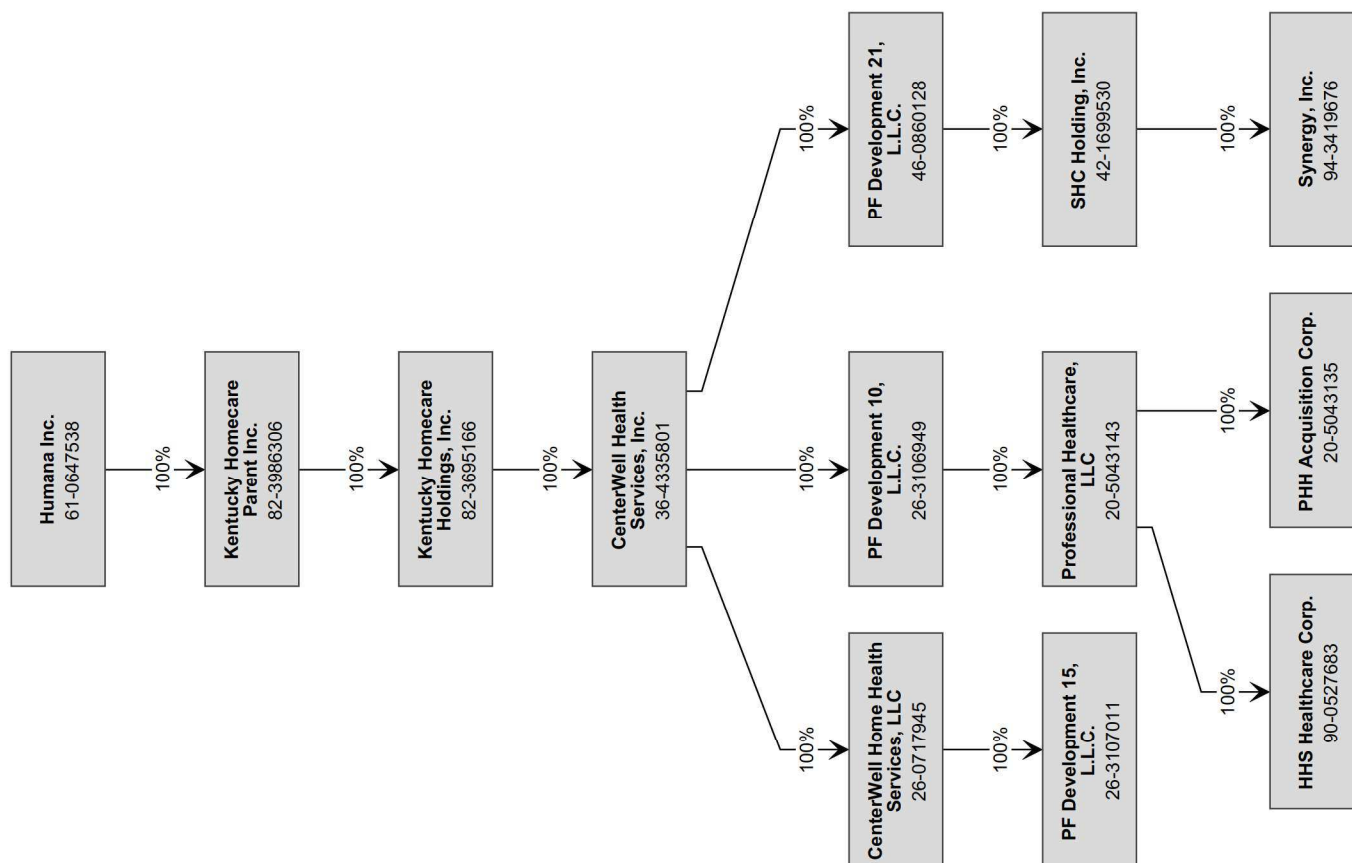 Humana Inc.
61-0647538
100%
Kentucky Homecare
Parent Inc.
82-3986306
100%
Kentucky Homecare
Holdings, Inc.
82-3695166
100%
CenterWell Health
Services, Inc.
36-4335801
100%
100%
100%
CenterWell Home Health
Services, LLC
26-0717945
PF Development 10,
L.L.C.
26-3106949
PF Development 21,
L.L.C.
46-0860128
100%
100%
100%
PF Development 15,
L.L.C.
26-3107011
Professional Healthcare,
LLC
20-5043143
SHC Holding, Inc.
42-1699530
100%
100%
100%
HHS Healthcare Corp.
90-0527683
PHH Acquisition Corp.
20-5043135
Synergy, Inc.
94-3419676